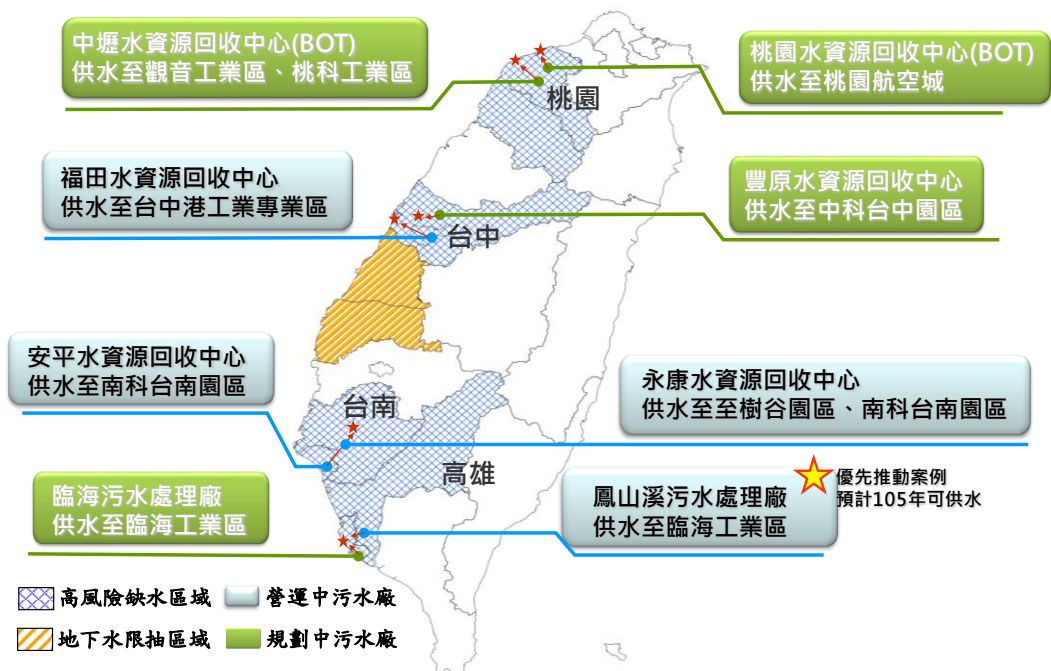 中壢水資源回收中心(BOT)
供水至觀音工業區、桃科工業區
桃園水資源回收中心(BOT)
供水至桃園航空城
桃園
福田水資源回收中心
供水至台中港工業專業區
豐原水資源回收中心
供水至中科台中園區
台中
安平水資源回收中心
供水至南科台南園區
永康水資源回收中心
供水至至樹谷園區、南科台南園區
台南
高雄
臨海污水處理廠
供水至臨海工業區
鳳山溪污水處理廠
供水至臨海工業區
優先推動案例
預計105年可供水
高風險缺水區域
營運中污水廠
地下水限抽區域
規劃中污水廠